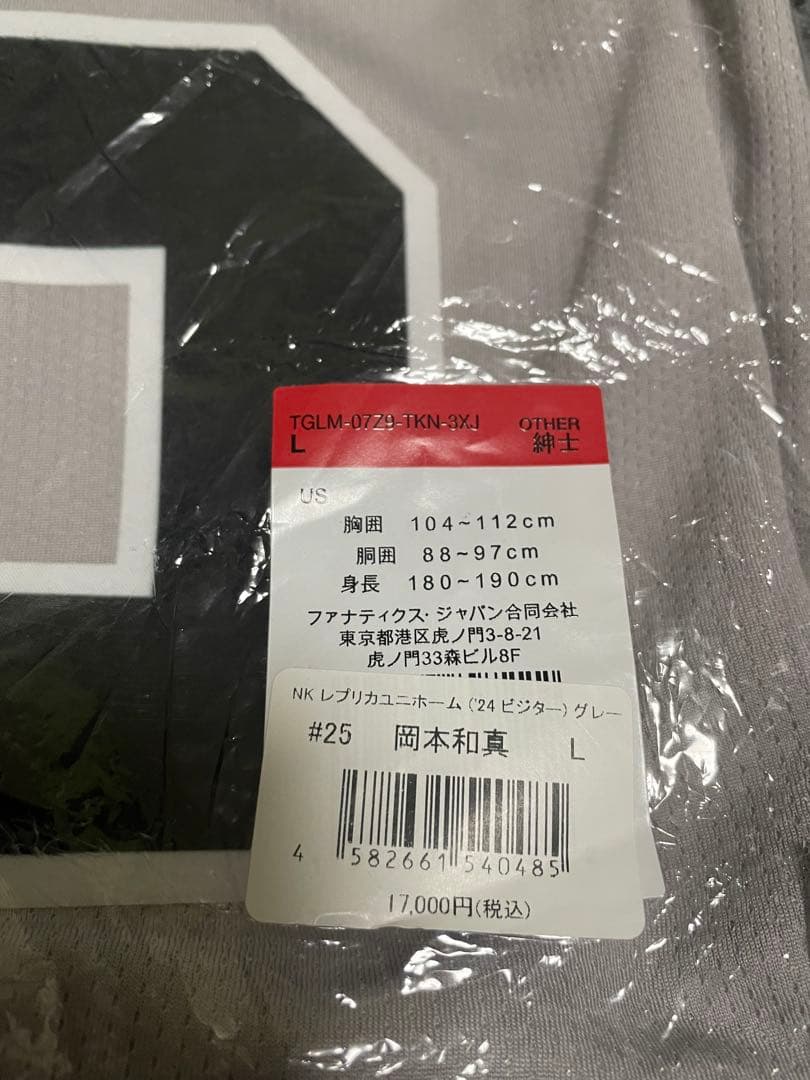 TGLM-07Z9-TKN-3XJ OTHER
L 紳士
US
胸囲 104~112cm
胴囲 88~97cm
身長 180~190cm
ファナティクス・ジャパン合同会社
東京都港区虎ノ門3-8-21
虎ノ門33森ビル8F
NK レプリカユニホーム ('24 ビジター) グレー
#25 岡本和真 L
4 582661 540485
17,000円(税込)